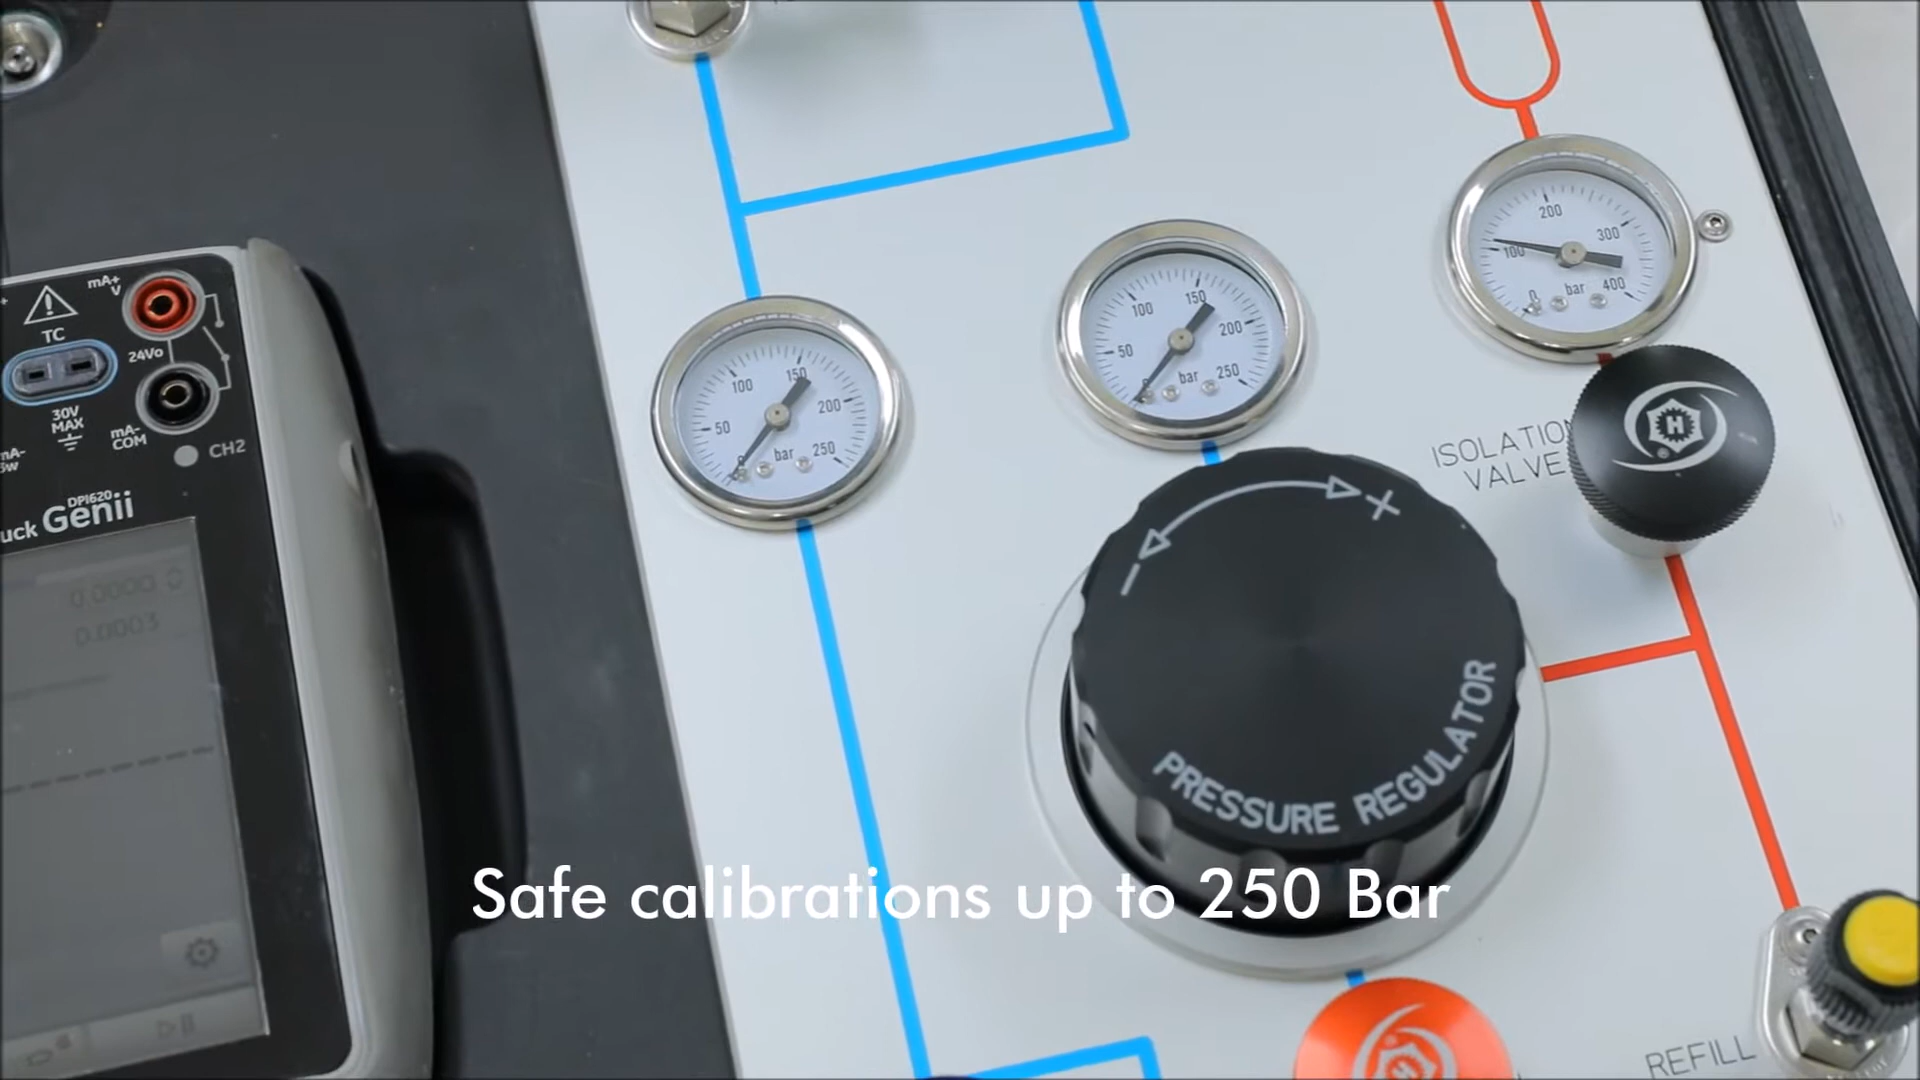 mA+
V
TC
24Vo
30V
MAX
mA-
COM
CH2
DPI620
Genii
0.0000
0.0003
50
100
150
200
250
0
bar
50
100
150
200
250
bar
0
100
200
300
400
bar
ISOLATION
VALVE
H
- +
PRESSURE REGULATOR
Safe calibrations up to 250 Bar
H
REFILL